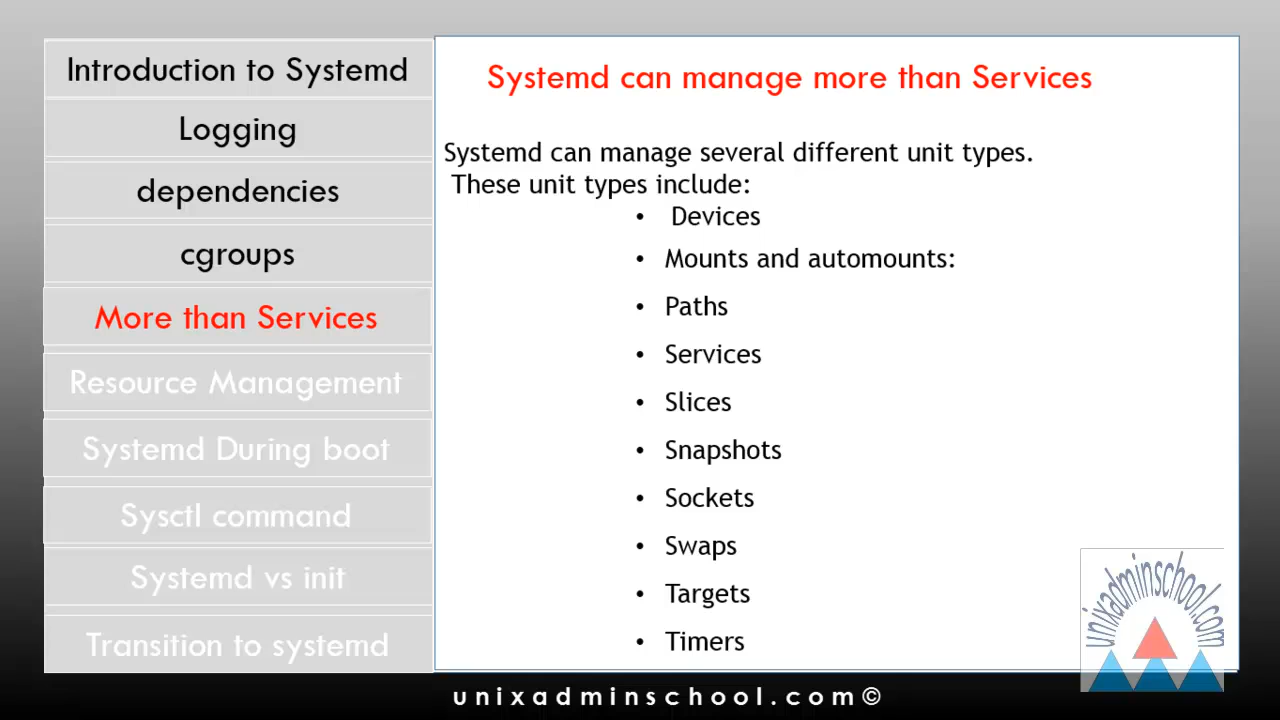 Introduction to Systemd
Logging
dependencies
cgroups
More than Services
Resource Management
Systemd During boot
Sysctl command
Systemd vs init
Transition to systemd
Systemd can manage more than Services
Systemd can manage several different unit types.
These unit types include:
• Devices
• Mounts and automounts:
• Paths
• Services
• Slices
• Snapshots
• Sockets
• Swaps
• Targets
• Timers
unixadminschool.com
unixadminschool.com©